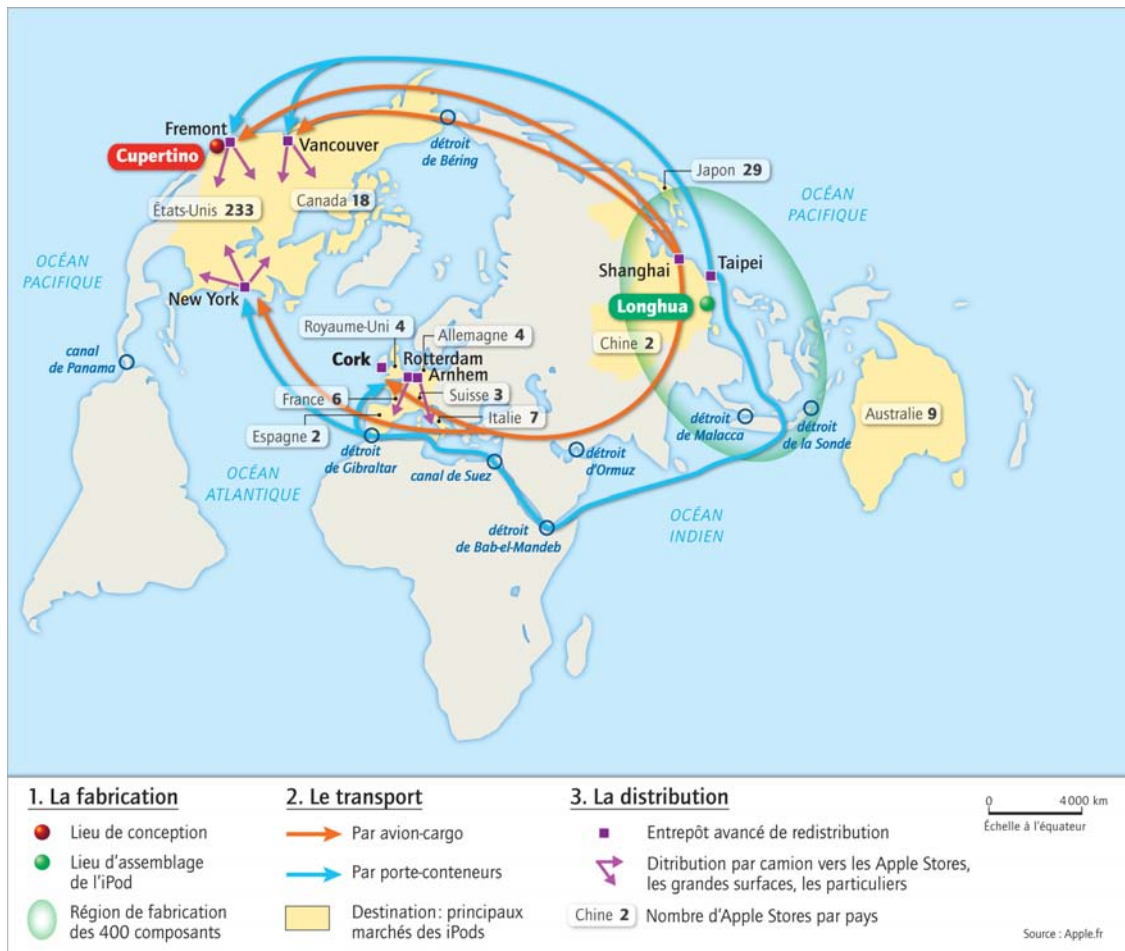 Fremont
Cupertino
Vancouver
détroit
de Béring
Japon 29
OCÉAN
PACIFIQUE
États-Unis 233
Canada 18
OCÉAN
PACIFIQUE
Shanghai
Taipei
Longhua
New York
Royaume-Uni 4
Allemagne 4
Chine 2
canal
de Panama
Cork
Rotterdam
Arnhem
France 6
Suisse 3
Italie 7
Espagne 2
détroit
de Malacca
détroit
de la Sonde
Australie 9
détroit
de Gibraltar
canal de Suez
détroit
d'Ormuz
OCÉAN
ATLANTIQUE
OCÉAN
INDIEN
détroit
de Bab-el-Mandeb
1. La fabrication
Lieu de conception
Lieu d'assemblage
de l'iPod
Région de fabrication
des 400 composants
2. Le transport
Par avion-cargo
Par porte-conteneurs
Destination : principaux
marchés des iPods
3. La distribution
Entrepôt avancé de redistribution
Ditribution par camion vers les Apple Stores,
les grandes surfaces, les particuliers
Chine 2 Nombre d'Apple Stores par pays
0 4 000 km
Échelle à l'équateur
Source : Apple.fr